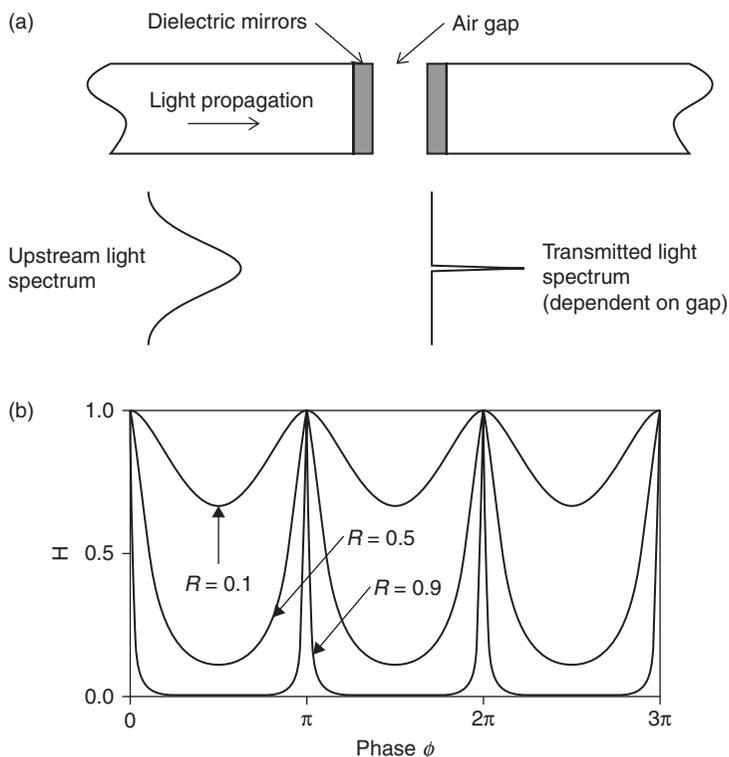 (a)
Dielectric mirrors
Air gap
Light propagation
Upstream light
spectrum
Transmitted light
spectrum
(dependent on gap)
(b)
H
1.0
0.5
0.0
R = 0.1
R = 0.5
R = 0.9
0
π
2π
3π
Phase ϕ